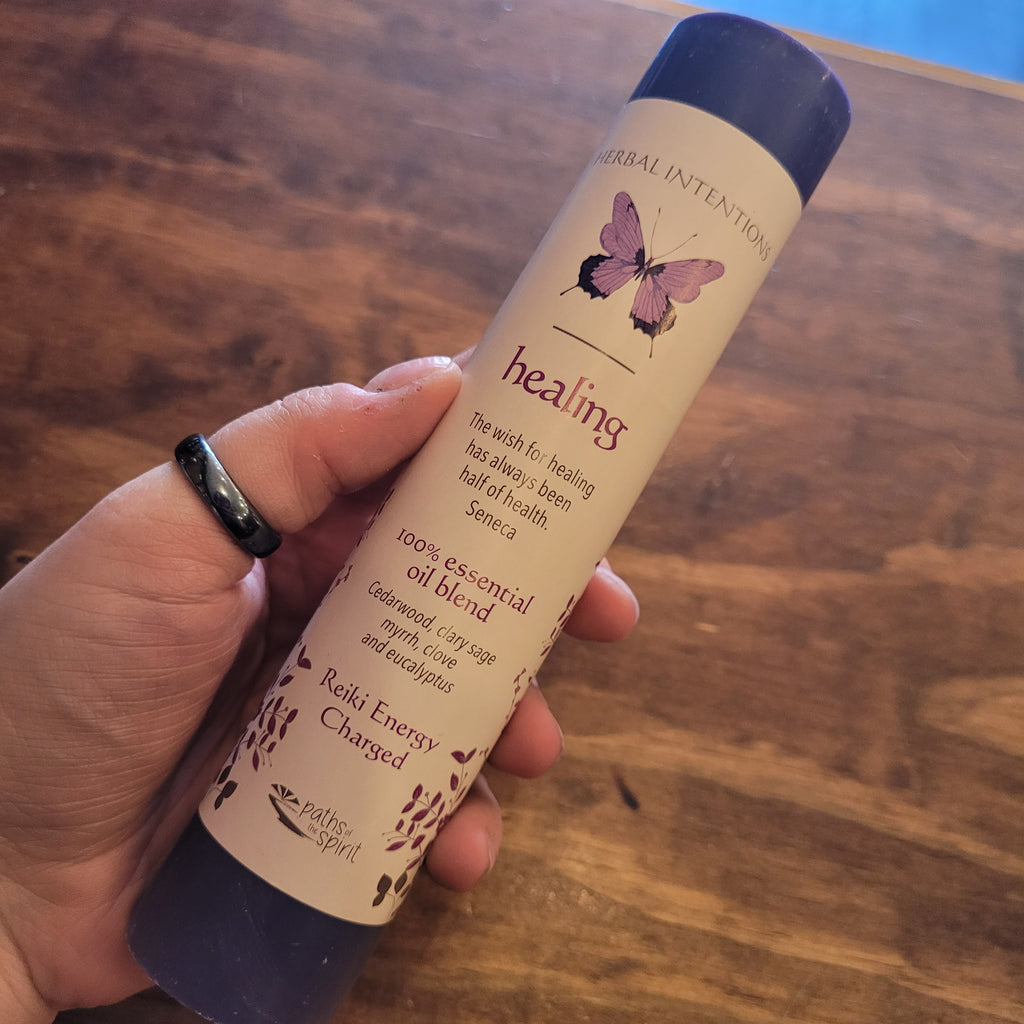 HERBAL INTENTIONS
healing
The wish for healing
has always been
half of health.
Seneca
100% essential
oil blend
Cedarwood, clary sage
myrrh, clove
and eucalyptus
Reiki Energy
Charged
paths of
the spirit